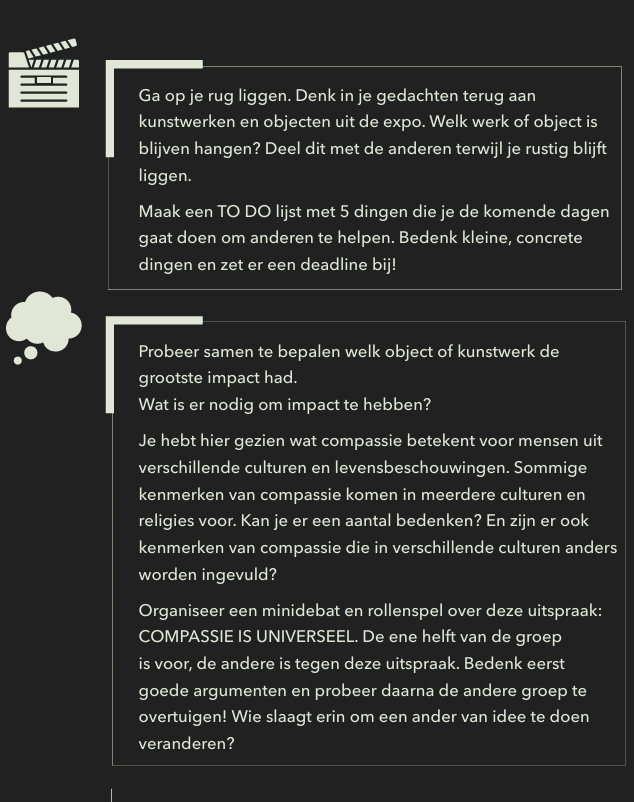 Ga op je rug liggen. Denk in je gedachten terug aan
kunstwerken en objecten uit de expo. Welk werk of object is
blijven hangen? Deel dit met de anderen terwijl je rustig blijft
liggen.
Maak een TO DO lijst met 5 dingen die je de komende dagen
gaat doen om anderen te helpen. Bedenk kleine, concrete
dingen en zet er een deadline bij!
Probeer samen te bepalen welk object of kunstwerk de
grootste impact had.
Wat is er nodig om impact te hebben?
Je hebt hier gezien wat compassie betekent voor mensen uit
verschillende culturen en levensbeschouwingen. Sommige
kenmerken van compassie komen in meerdere culturen en
religies voor. Kan je er een aantal bedenken? En zijn er ook
kenmerken van compassie die in verschillende culturen anders
worden ingevuld?
Organiseer een minidebat en rollenspel over deze uitspraak:
COMPASSIE IS UNIVERSEEL. De ene helft van de groep
is voor, de andere is tegen deze uitspraak. Bedenk eerst
goede argumenten en probeer daarna de andere groep te
overtuigen! Wie slaagt erin om een ander van idee te doen
veranderen?